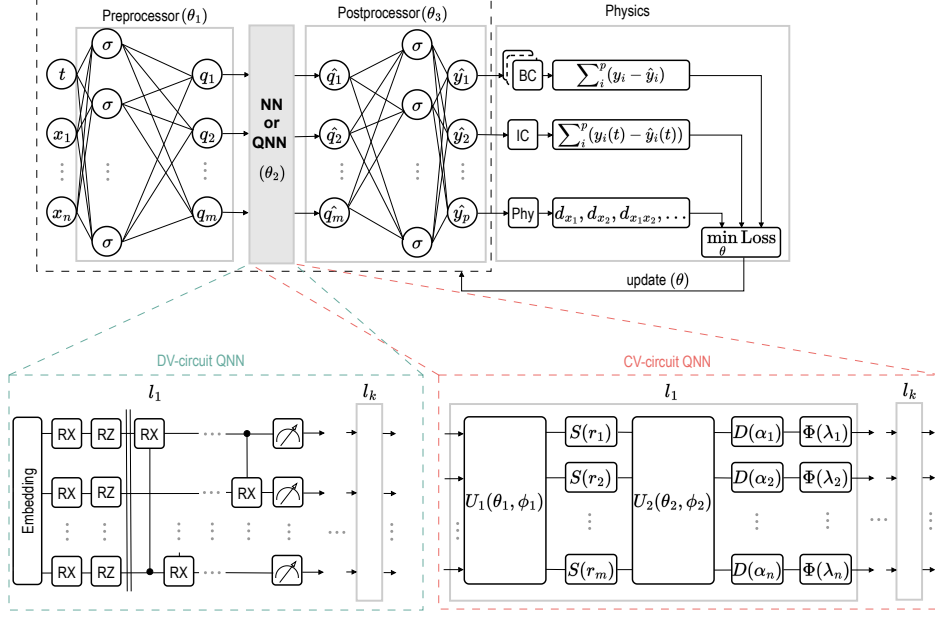 Preprocessor(θ₁)
Postprocessor(θ₃)
Physics
t
x₁
⋮ ⋮
xₙ
σ
σ
⋮
σ
q₁
q₂
⋮
qₘ
NN
or
QNN
(θ₂)
q̂₁
q̂₂
⋮
q̂ₘ
σ
σ
⋮
σ
ŷ₁
ŷ₂
⋮
ŷₚ
BC
∑ᵢᵖ(yᵢ − ŷᵢ)
IC
∑ᵢᵖ(yᵢ(t) − ŷᵢ(t))
Phy
dₓ₁, dₓ₂, dₓ₁ₓ₂, …
min Loss
θ
update (θ)
DV-circuit QNN
l₁
lₖ
Embedding
RX RZ RX ⋯
RX RZ ⋯ RX
⋮ ⋮ ⋮ ⋮ ⋮ ⋮ ⋯
RX RZ RX ⋯
CV-circuit QNN
l₁
lₖ
U₁(θ₁, ϕ₁)
S(r₁)
S(r₂)
⋮
S(rₘ)
U₂(θ₂, ϕ₂)
D(α₁) Φ(λ₁)
D(α₂) Φ(λ₂)
⋮ ⋯
D(αₙ) Φ(λₙ)